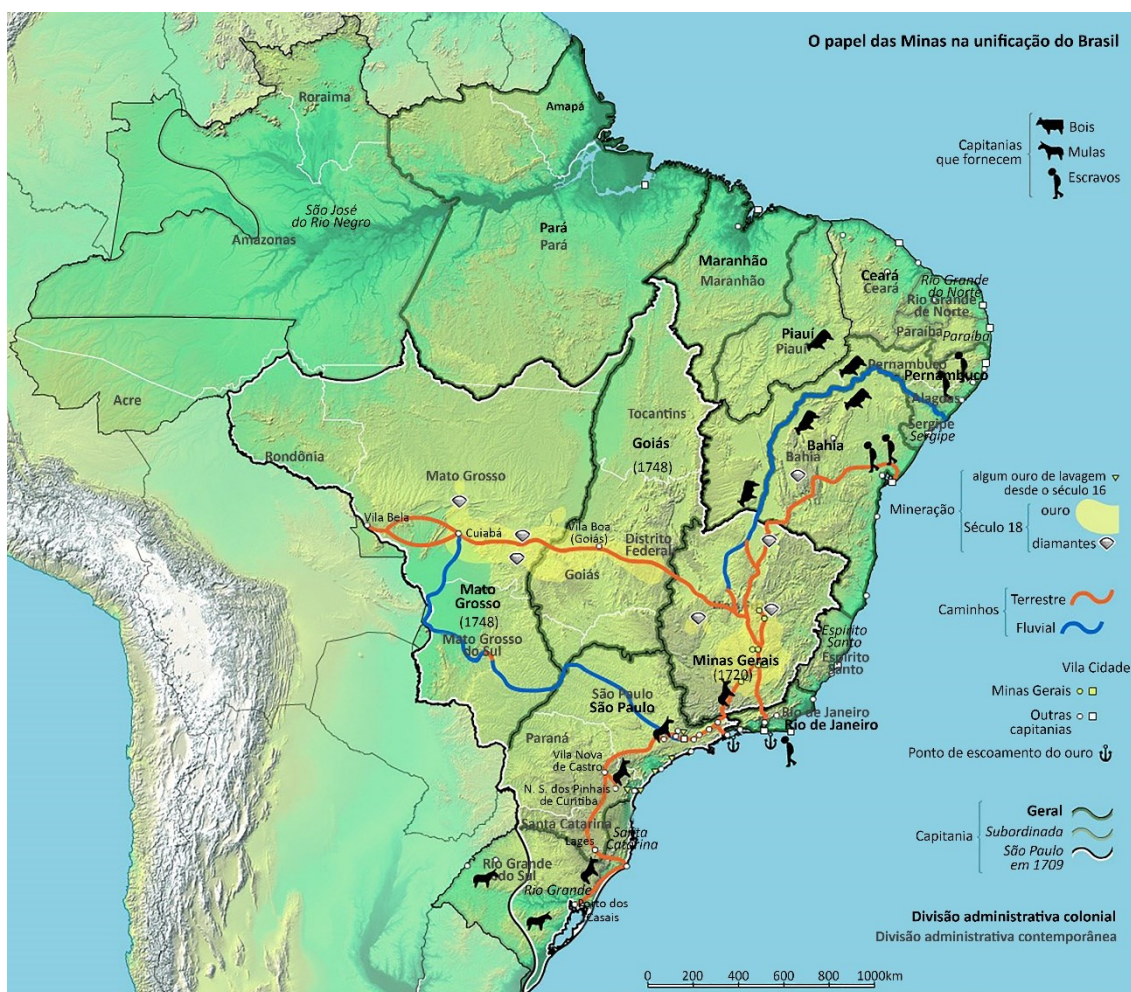 O papel das Minas na unificação do Brasil
Capitanias
que fornecem
Bois
Mulas
Escravos
Roraima
Amapá
São José
do Rio Negro
Amazonas
Pará
Pará
Maranhão
Maranhão
Ceará
Ceará
Rio Grande
do Norte
Rio Grande
de Norte
Paraíba
Paraíba
Piauí
Piauí
Pernambuco
Pernambuco
Alagoas
Sergipe
Sergipe
Acre
Rondônia
Tocantins
Goiás
(1748)
Bahia
Bahia
Mato Grosso
Vila Bela
Cuiabá
Vila Boa
(Goiás)
Distrito
Federal
Goiás
Mato
Grosso
(1748)
Mato Grosso
do Sul
Minas Gerais
(1720)
Espírito
Santo
Espírito
Santo
São Paulo
São Paulo
Rio de Janeiro
Rio de Janeiro
Paraná
Vila Nova
de Castro
N. S. dos Pinhais
de Curitiba
Santa Catarina
Santa
Catarina
Lages
Rio Grande
do Sul
Rio Grande
Porto dos
Casais
Mineração
algum ouro de lavagem
desde o século 16
Século 18
ouro
diamantes
Caminhos
Terrestre
Fluvial
Vila Cidade
Minas Gerais
Outras
capitanias
Ponto de escoamento do ouro
Capitania
Geral
Subordinada
São Paulo
em 1709
Divisão administrativa colonial
Divisão administrativa contemporânea
0 200 400 600 800 1000km